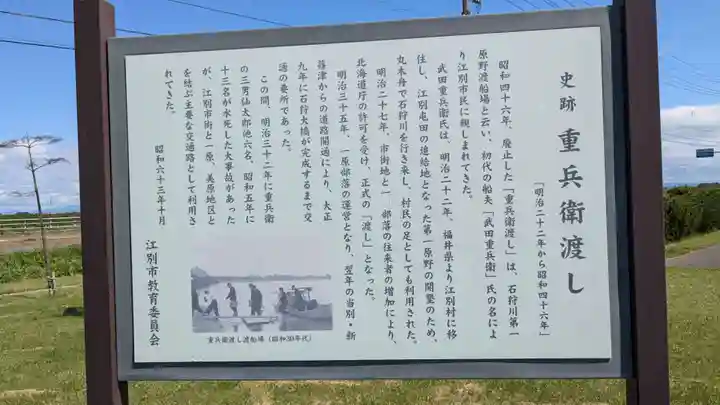 史跡 重兵衛渡し
「明治二十二年から昭和四十六年」
昭和四十六年、廃止した「重兵衛渡し」は、石狩川第一
原野渡船場と云い、初代の船夫「武田重兵衛」氏の名によ
り江別市民に親しまれてきた。
武田重兵衛氏は、明治二十二年、福井県より江別村に移
住し、江別屯田の追給地となった第一原野の開墾のため、
丸木舟で石狩川を行き来し、村民の足としても利用された。
明治二十七年、市街地と一 部落の往来者の増加により、
北海道庁の許可を受け、正式の「渡し」となった。
明治三十五年、一原部落の運営となり、翌年の当別・新
篠津からの道路開通により、大正
九年に石狩大橋が完成するまで交
通の要所であった。
この間、明治三十二年に重兵衛
の三男仙太郎他六名、昭和五年に
十三名が水死した大事故があった
が、江別市街と一原、美原地区と
を結ぶ主要な交通路として利用さ
れてきた。
昭和六十三年十月
江別市教育委員会
重兵衛渡し渡船場（昭和30年代）